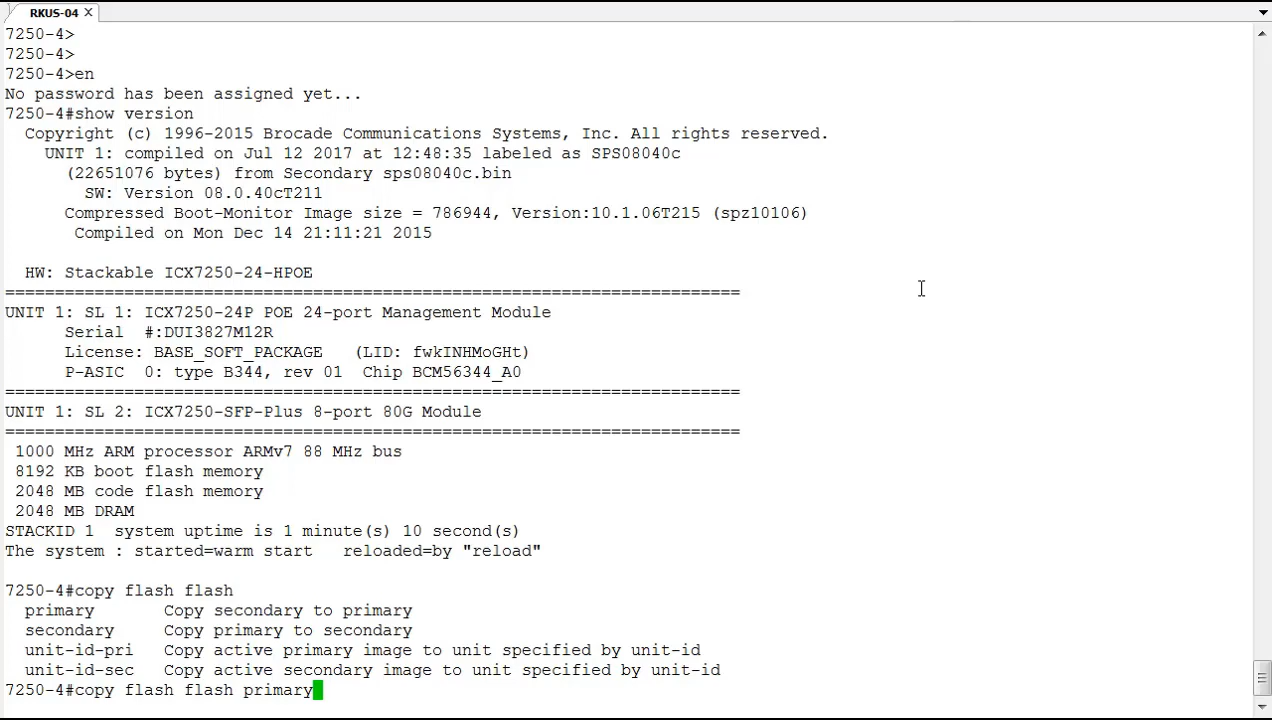 RKUS-04
7250-4>
7250-4>
7250-4>en
No password has been assigned yet...
7250-4#show version
Copyright (c) 1996-2015 Brocade Communications Systems, Inc. All rights reserved.
UNIT 1: compiled on Jul 12 2017 at 12:48:35 labeled as SPS08040c
(22651076 bytes) from Secondary sps08040c.bin
SW: Version 08.0.40cT211
Compressed Boot-Monitor Image size = 786944, Version:10.1.06T215 (spz10106)
Compiled on Mon Dec 14 21:11:21 2015
HW: Stackable ICX7250-24-HPOE
==========================================================================
UNIT 1: SL 1: ICX7250-24P POE 24-port Management Module
Serial #:DUI3827M12R
License: BASE_SOFT_PACKAGE (LID: fwkINHMoGHt)
P-ASIC 0: type B344, rev 01 Chip BCM56344_A0
==========================================================================
UNIT 1: SL 2: ICX7250-SFP-Plus 8-port 80G Module
==========================================================================
1000 MHz ARM processor ARMv7 88 MHz bus
8192 KB boot flash memory
2048 MB code flash memory
2048 MB DRAM
STACKID 1 system uptime is 1 minute(s) 10 second(s)
The system : started=warm start reloaded=by "reload"
7250-4#copy flash flash
primary Copy secondary to primary
secondary Copy primary to secondary
unit-id-pri Copy active primary image to unit specified by unit-id
unit-id-sec Copy active secondary image to unit specified by unit-id
7250-4#copy flash flash primary